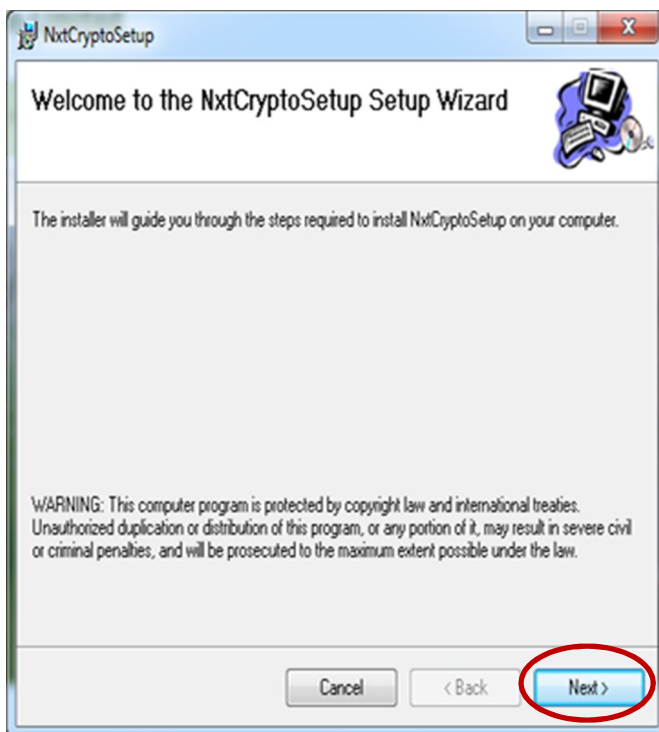 NxtCryptoSetup
Welcome to the NxtCryptoSetup Setup Wizard
The installer will guide you through the steps required to install NxtCryptoSetup on your computer.
WARNING: This computer program is protected by copyright law and international treaties.
Unauthorized duplication or distribution of this program, or any portion of it, may result in severe civil
or criminal penalties, and will be prosecuted to the maximum extent possible under the law.
Cancel < Back Next >